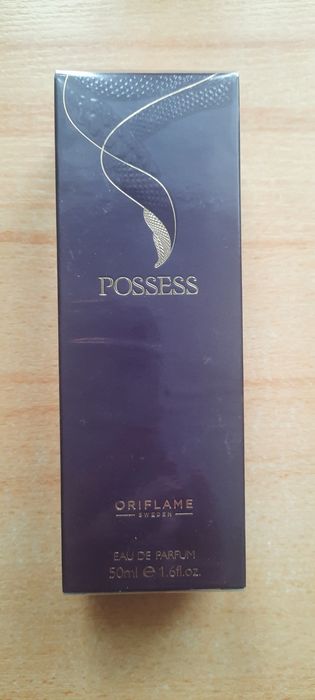 POSSESS
ORIFLAME
SWEDEN
EAU DE PARFUM
50ml ℮ 1.6fl.oz.